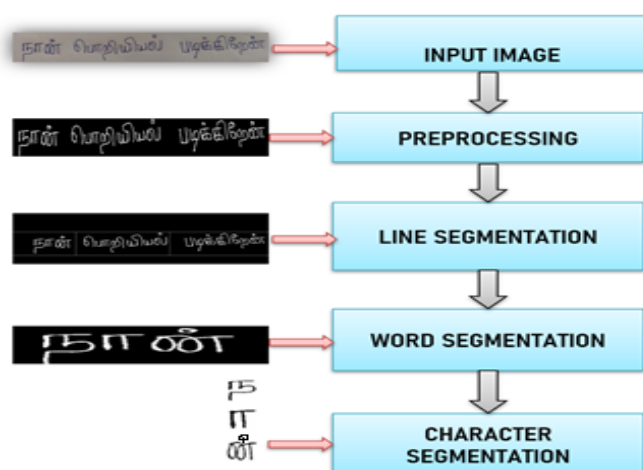 நான் பொறியியல் படிக்கிறேன்
INPUT IMAGE
நான் பொறியியல் படிக்கிறேன்
PREPROCESSING
நான் பொறியியல் படிக்கிறேன்
LINE SEGMENTATION
நான்
WORD SEGMENTATION
ந
ா
ன்
CHARACTER
SEGMENTATION